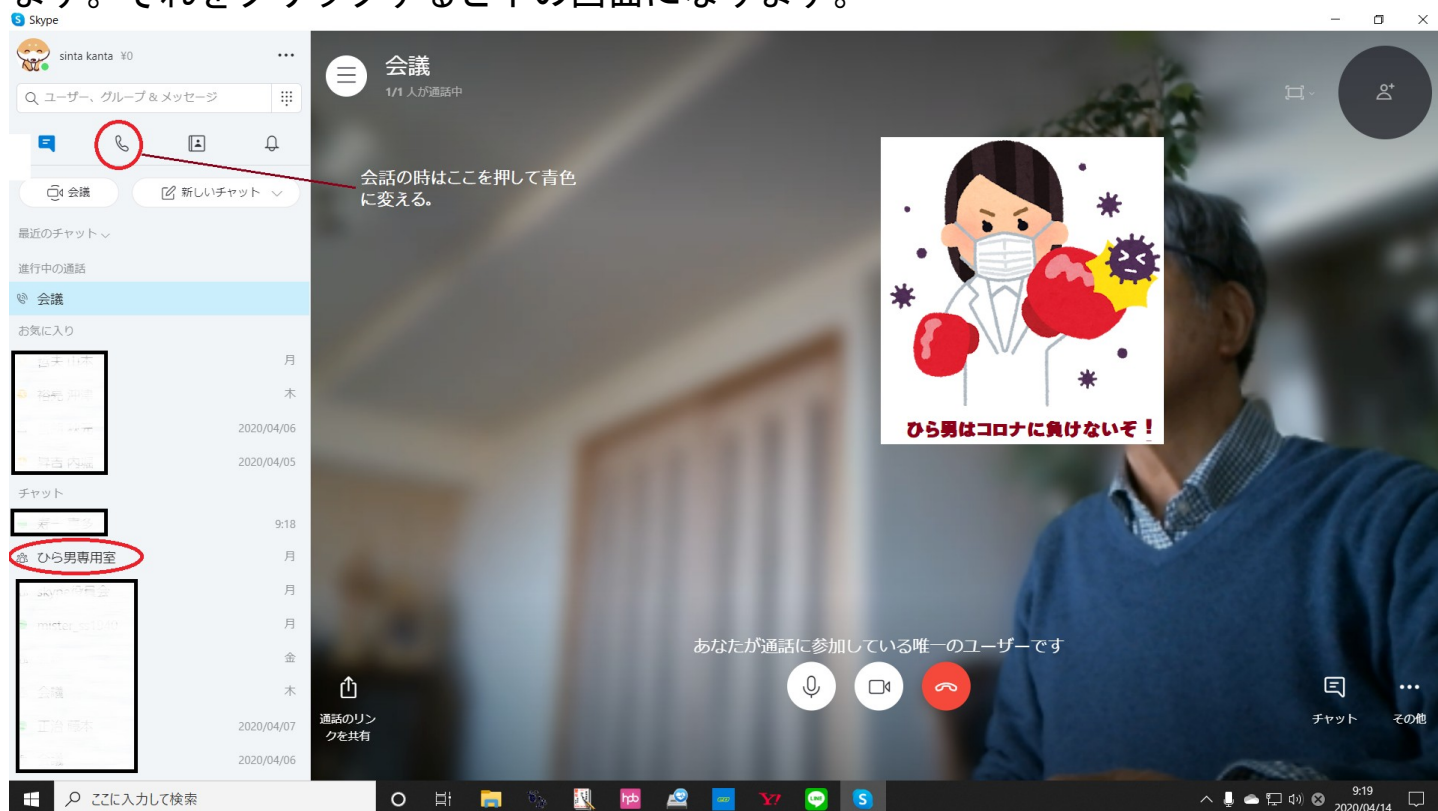 ます。それをクリックすると下の画面になります。
Skype
sinta kanta ¥0
ユーザー、グループ & メッセージ
会議
新しいチャット
最近のチャット
進行中の通話
会議
お気に入り
月
木
2020/04/06
2020/04/05
チャット
9:18
ひら男専用室
月
月
月
金
木
2020/04/07
2020/04/06
会議
1/1 人が通話中
会話の時はここを押して青色
に変える。
ひら男はコロナに負けないぞ！
あなたが通話に参加している唯一のユーザーです
通話のリン
クを共有
チャット
その他
ここに入力して検索
hpb
Y!
LINE
S
9:19
2020/04/14